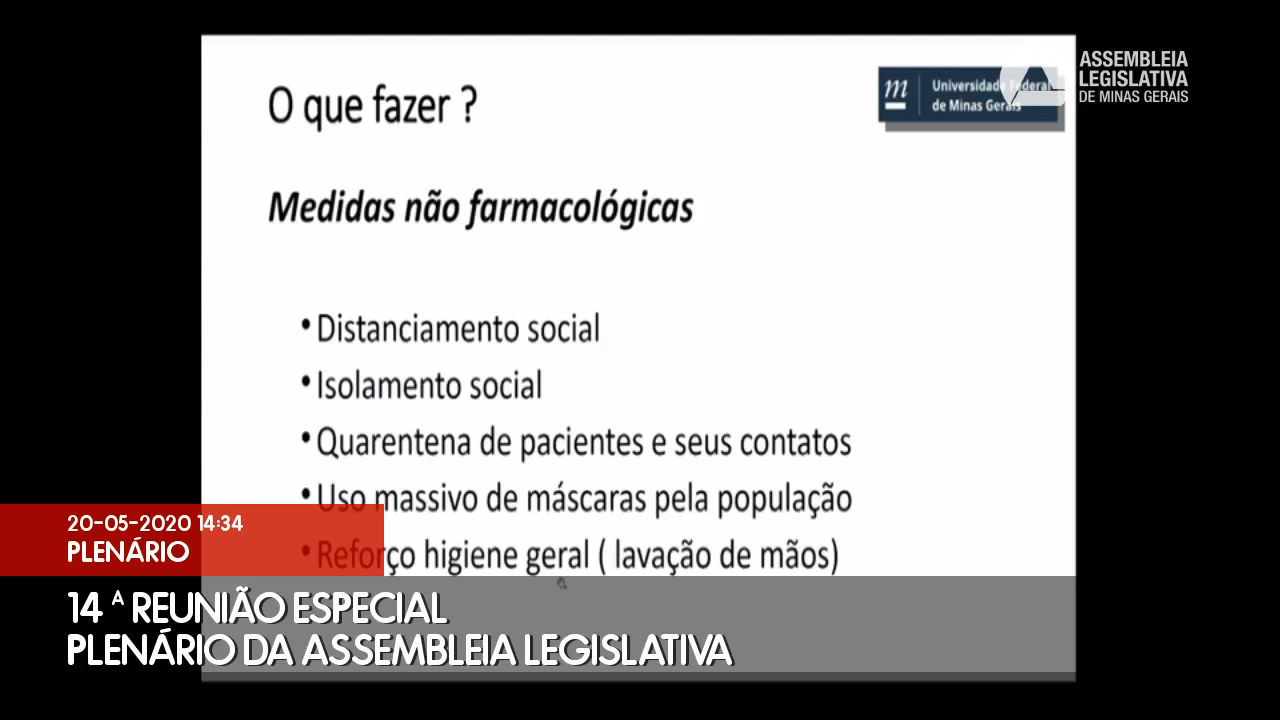 O que fazer ?
Universidade Federal
de Minas Gerais
ASSEMBLEIA
LEGISLATIVA
DE MINAS GERAIS
Medidas não farmacológicas
• Distanciamento social
• Isolamento social
• Quarentena de pacientes e seus contatos
• Uso massivo de máscaras pela população
• Reforço higiene geral ( lavação de mãos)
20-05-2020 14:34
PLENÁRIO
14 ª REUNIÃO ESPECIAL
PLENÁRIO DA ASSEMBLEIA LEGISLATIVA